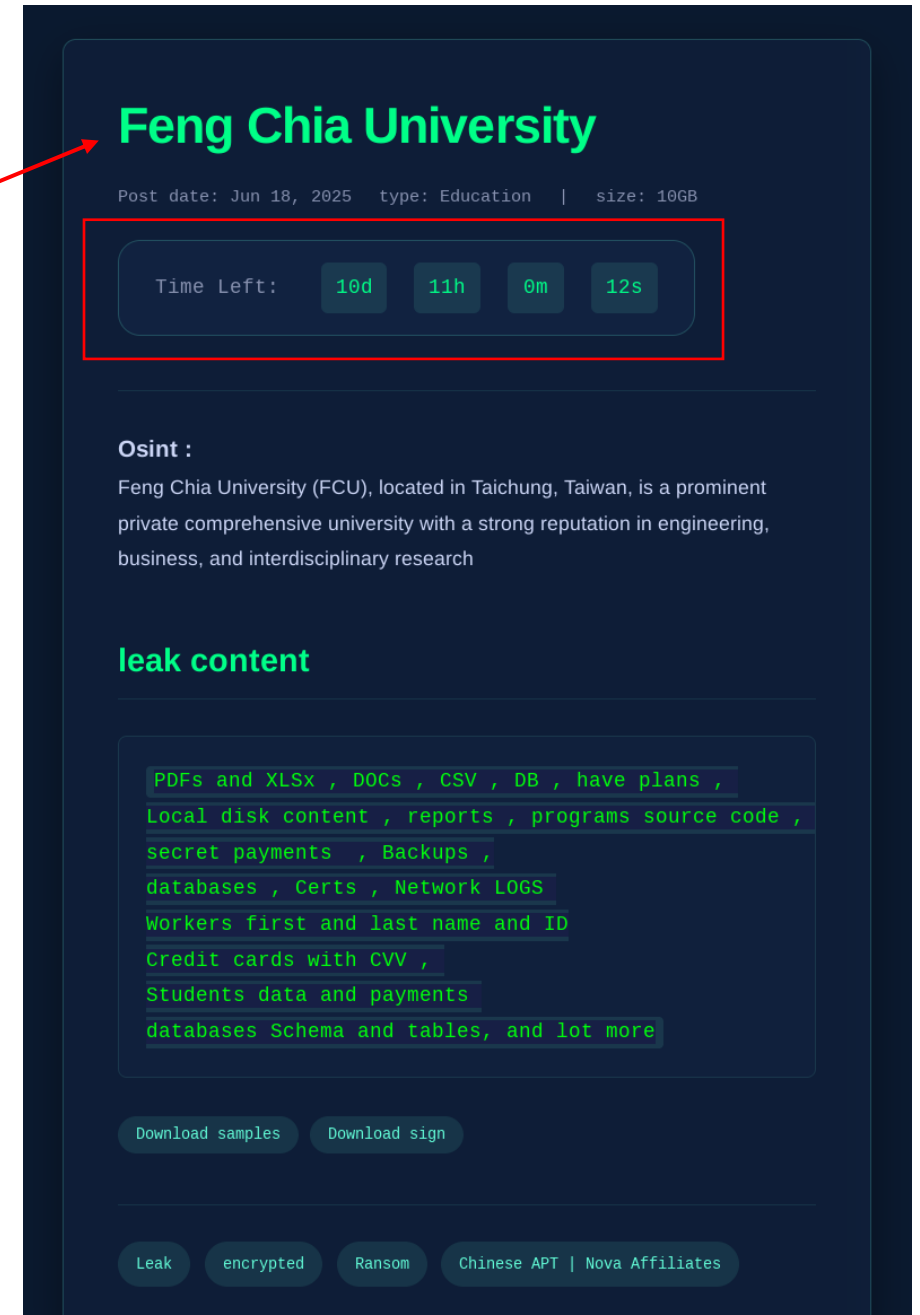 Feng Chia University
Post date: Jun 18, 2025 type: Education | size: 10GB
Time Left: 10d 11h 0m 12s
Osint :
Feng Chia University (FCU), located in Taichung, Taiwan, is a prominent
private comprehensive university with a strong reputation in engineering,
business, and interdisciplinary research
leak content
PDFs and XLSx , DOCs , CSV , DB , have plans ,
Local disk content , reports , programs source code ,
secret payments , Backups ,
databases , Certs , Network LOGS
Workers first and last name and ID
Credit cards with CVV ,
Students data and payments
databases Schema and tables, and lot more
Download samples Download sign
Leak encrypted Ransom Chinese APT | Nova Affiliates